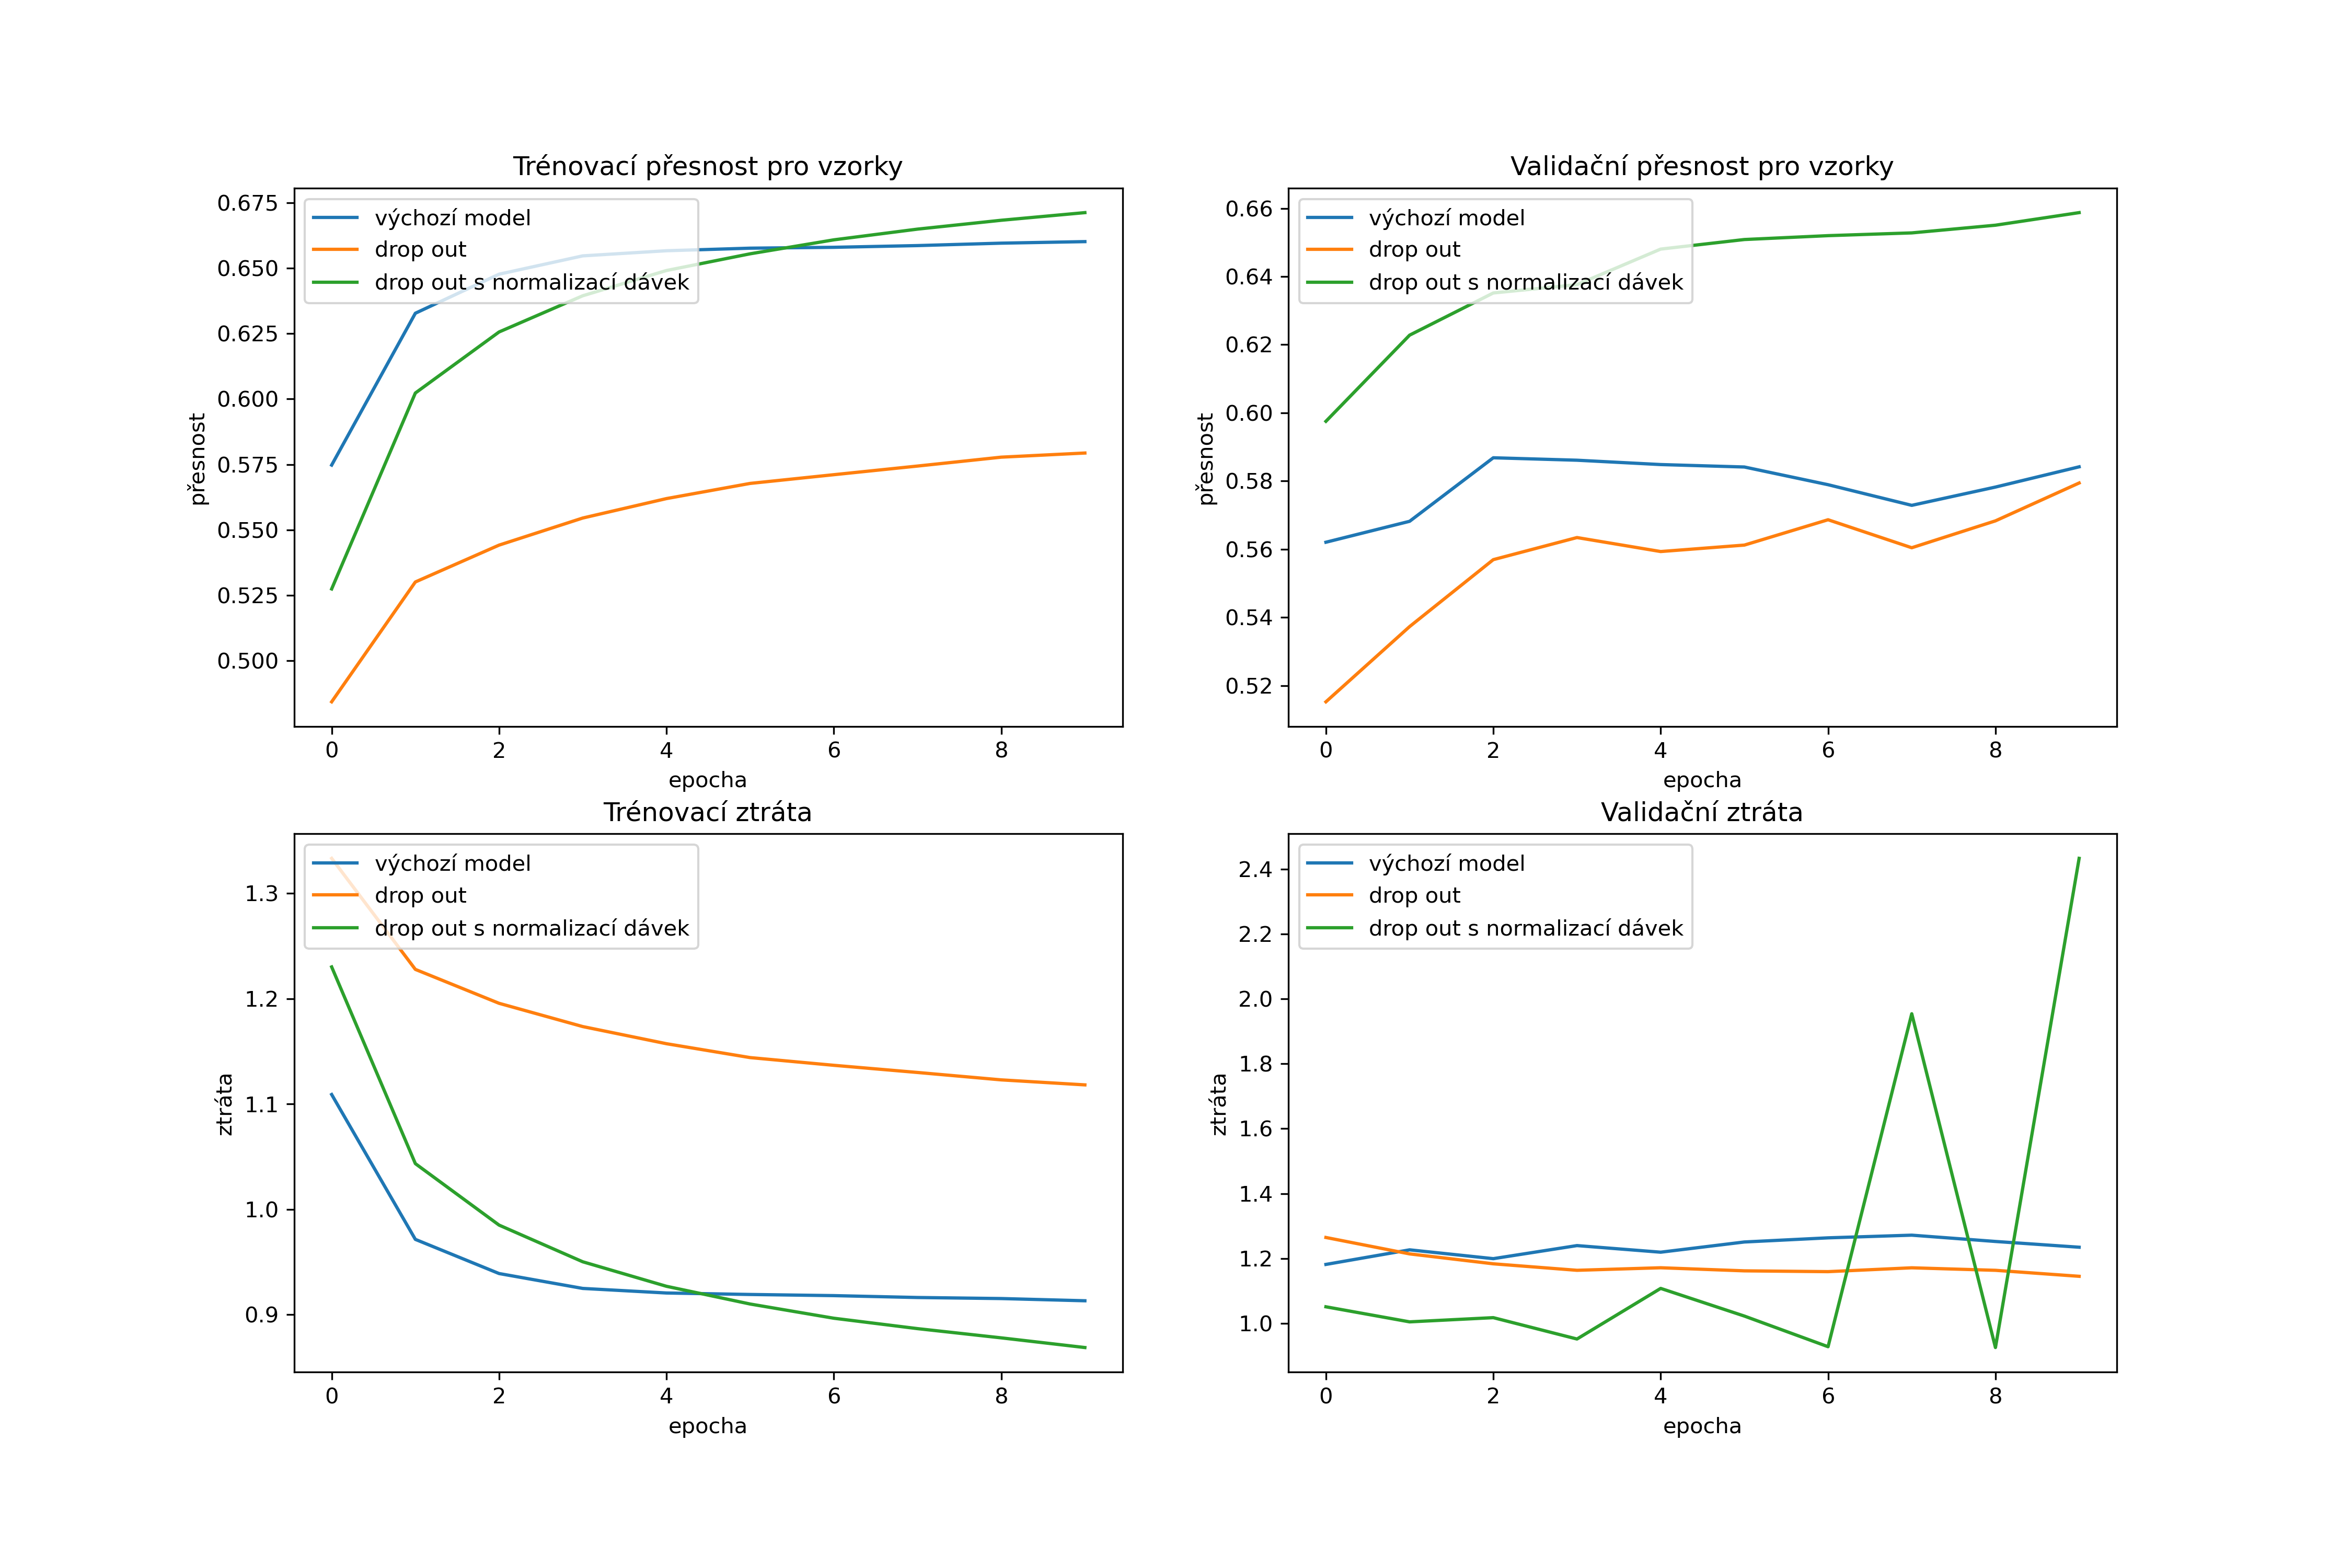 Trénovací přesnost pro vzorky
0.675
0.650
0.625
0.600
0.575
0.550
0.525
0.500
přesnost
výchozí model
drop out
drop out s normalizací dávek
0 2 4 6 8
epocha
Validační přesnost pro vzorky
0.66
0.64
0.62
0.60
0.58
0.56
0.54
0.52
přesnost
výchozí model
drop out
drop out s normalizací dávek
0 2 4 6 8
epocha
Trénovací ztráta
1.3
1.2
1.1
1.0
0.9
ztráta
výchozí model
drop out
drop out s normalizací dávek
0 2 4 6 8
epocha
Validační ztráta
2.4
2.2
2.0
1.8
1.6
1.4
1.2
1.0
ztráta
výchozí model
drop out
drop out s normalizací dávek
0 2 4 6 8
epocha